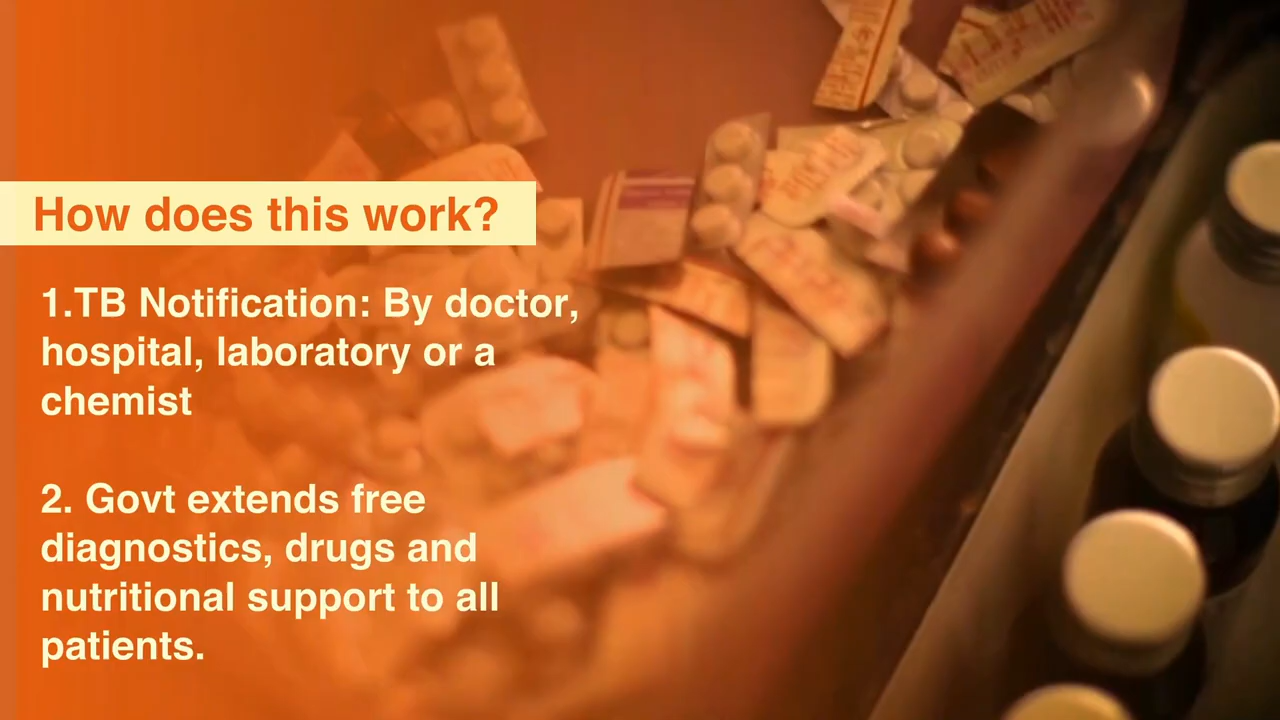 How does this work?
1.TB Notification: By doctor,
hospital, laboratory or a
chemist
2. Govt extends free
diagnostics, drugs and
nutritional support to all
patients.